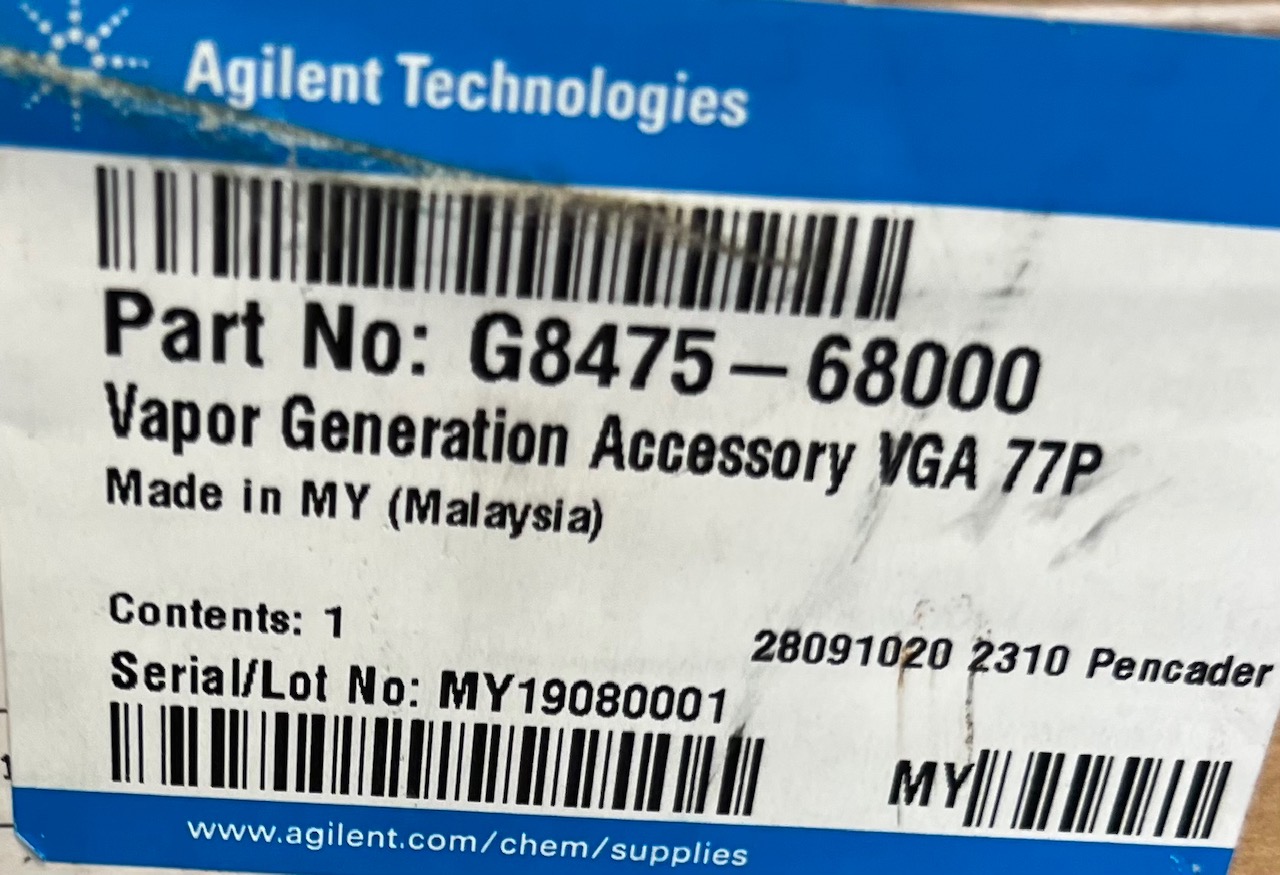 Agilent Technologies
Part No: G8475-68000
Vapor Generation Accessory VGA 77P
Made in MY (Malaysia)
Contents: 1
28091020 2310 Pencader
Serial/Lot No: MY19080001
MY
www.agilent.com/chem/supplies